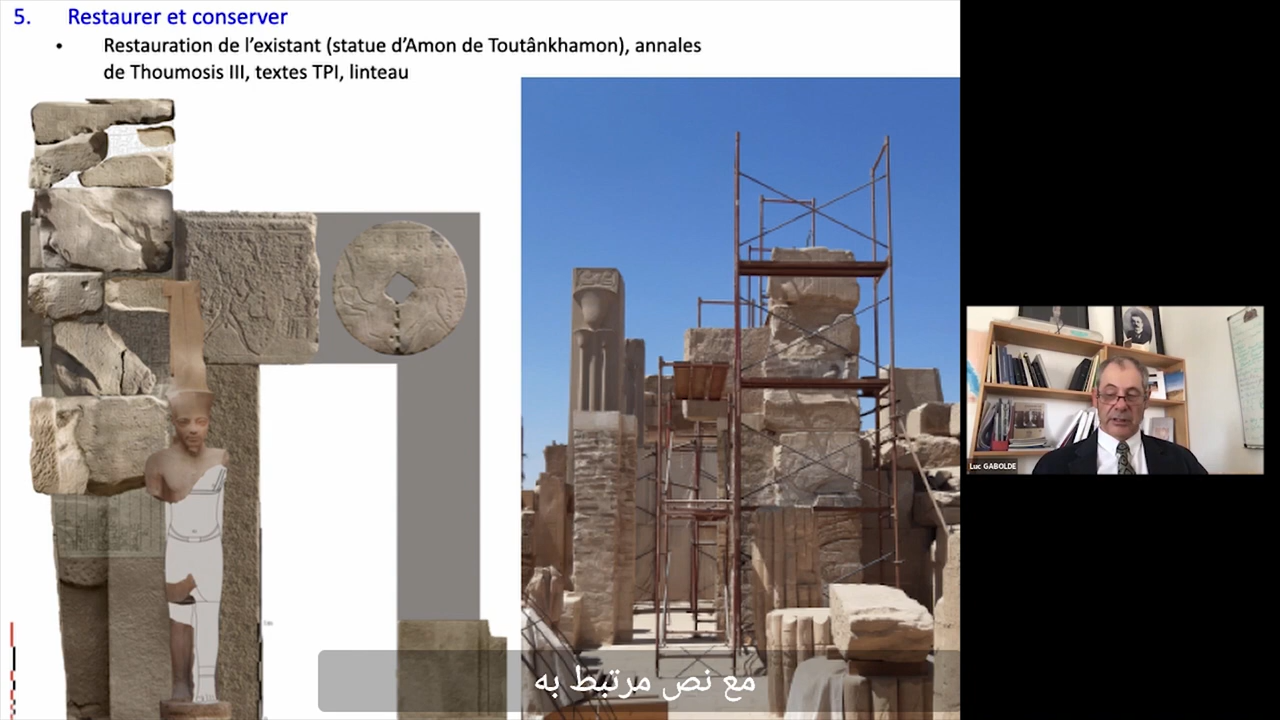 5. Restaurer et conserver
• Restauration de l’existant (statue d’Amon de Toutânkhamon), annales
de Thoumosis III, textes TPI, linteau
Luc GABOLDE
مع نص مرتبط به